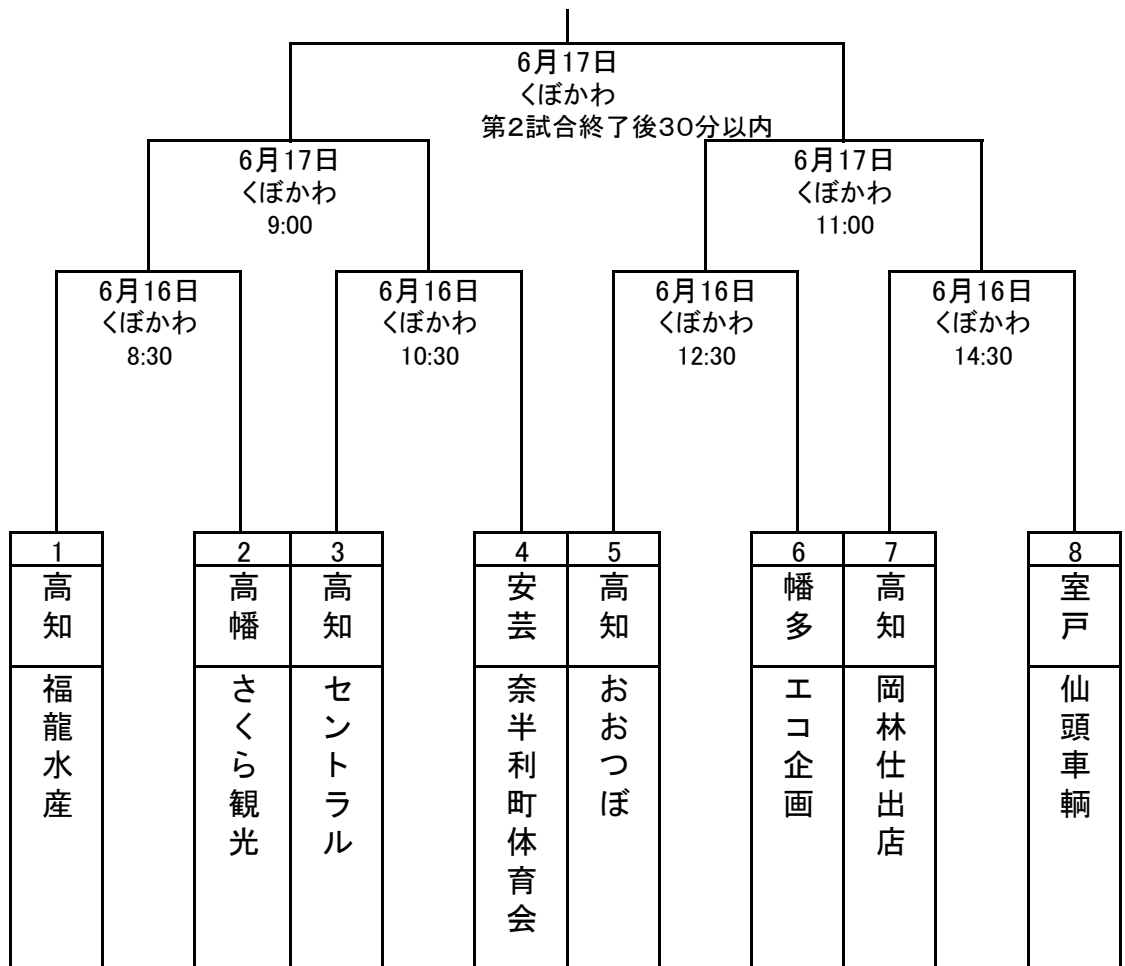 6月17日
くぼかわ
第2試合終了後30分以内
6月17日
くぼかわ
9:00
6月17日
くぼかわ
11:00
6月16日
くぼかわ
8:30
6月16日
くぼかわ
10:30
6月16日
くぼかわ
12:30
6月16日
くぼかわ
14:30
1
高知
福龍水産
2
高幡
さくら観光
3
高知
セントラル
4
安芸
奈半利町体育会
5
高知
おおつぼ
6
幡多
エコ企画
7
高知
岡林仕出店
8
室戸
仙頭車輌